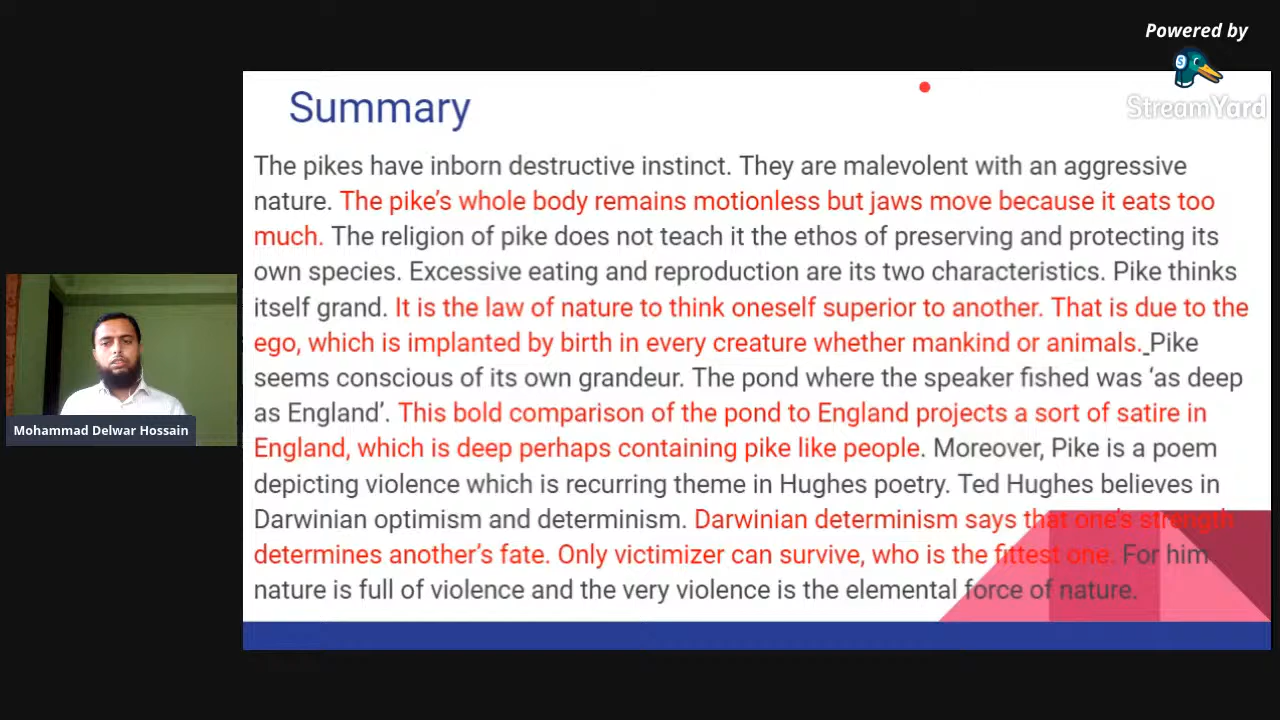 Powered by
StreamYard
Summary
The pikes have inborn destructive instinct. They are malevolent with an aggressive
nature. The pike's whole body remains motionless but jaws move because it eats too
much. The religion of pike does not teach it the ethos of preserving and protecting its
own species. Excessive eating and reproduction are its two characteristics. Pike thinks
itself grand. It is the law of nature to think oneself superior to another. That is due to the
ego, which is implanted by birth in every creature whether mankind or animals. Pike
seems conscious of its own grandeur. The pond where the speaker fished was ‘as deep
as England’. This bold comparison of the pond to England projects a sort of satire in
England, which is deep perhaps containing pike like people. Moreover, Pike is a poem
depicting violence which is recurring theme in Hughes poetry. Ted Hughes believes in
Darwinian optimism and determinism. Darwinian determinism says that one's strength
determines another's fate. Only victimizer can survive, who is the fittest one. For him
nature is full of violence and the very violence is the elemental force of nature.
Mohammad Delwar Hossain